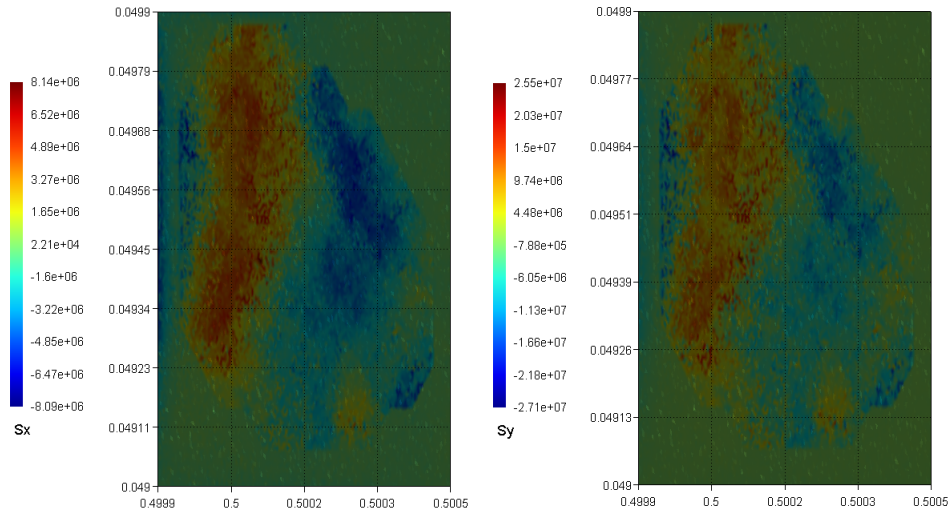 0.0499
0.04979
0.04968
0.04956
0.04945
0.04934
0.04923
0.04911
0.049
0.4999
0.5
0.5002
0.5003
0.5005
8.14e+06
6.52e+06
4.89e+06
3.27e+06
1.65e+06
2.21e+04
-1.6e+06
-3.22e+06
-4.85e+06
-6.47e+06
-8.09e+06
Sx
0.0499
0.04977
0.04964
0.04951
0.04939
0.04926
0.04913
0.049
0.4999
0.5
0.5002
0.5003
0.5005
2.55e+07
2.03e+07
1.5e+07
9.74e+06
4.48e+06
-7.88e+05
-6.05e+06
-1.13e+07
-1.66e+07
-2.18e+07
-2.71e+07
Sy